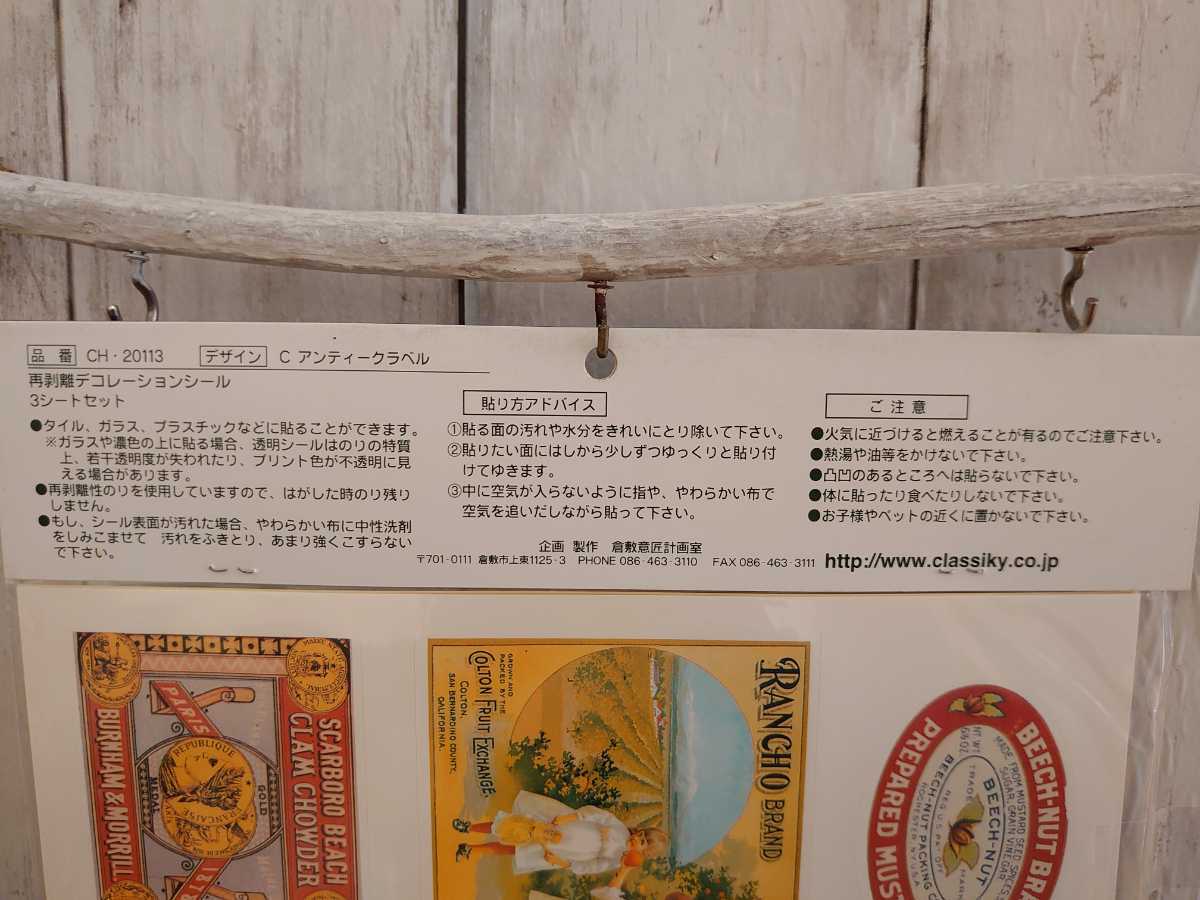 品 番 CH・20113 デザイン C アンティークラベル
再剥離デコレーションシール
3シートセット
●タイル、ガラス、プラスチックなどに貼ることができます。
※ガラスや濃色の上に貼る場合、透明シールはのりの特質
上、若干透明度が失われたり、プリント色が不透明に見
える場合があります。
●再剥離性のりを使用していますので、はがした時のり残り
しません。
●もし、シール表面が汚れた場合、やわらかい布に中性洗剤
をしみこませて 汚れをふきとり、あまり強くこすらない
で下さい。
貼り方アドバイス
①貼る面の汚れや水分をきれいにとり除いて下さい。
②貼りたい面にはしから少しずつゆっくりと貼り付
けてゆきます。
③中に空気が入らないように指や、やわらかい布で
空気を追いだしながら貼って下さい。
ご 注 意
●火気に近づけると燃えることが有るのでご注意下さい。
●熱湯や油等をかけないで下さい。
●凸凹のあるところへは貼らないで下さい。
●体に貼ったり食べたりしないで下さい。
●お子様やペットの近くに置かないで下さい。
企画 製作 倉敷意匠計画室
〒701-0111 倉敷市上東1125-3 PHONE 086-463-3110 FAX 086-463-3111
http://www.classiky.co.jp
SCARBORO BEACH
CLAM CHOWDER
PARIS
REPUBLIQUE
FRANCAISE
GOLD
MEDAL
BURNHAM & MORRILL
RANCHO BRAND
GROWN AND
PACKED BY THE
COLTON FRUIT EXCHANGE
COLTON,
SAN BERNARDINO COUNTY,
CALIFORNIA.
BEECH-NUT
PREPARED
MADE FROM MUSTARD SEED
SUGAR, GRAIN VINEGAR
SPICES
NT. WT.
TRADE
BEECH-NUT
BEECH-NUT PACKING
ROCHESTER N.Y. U.S.A.